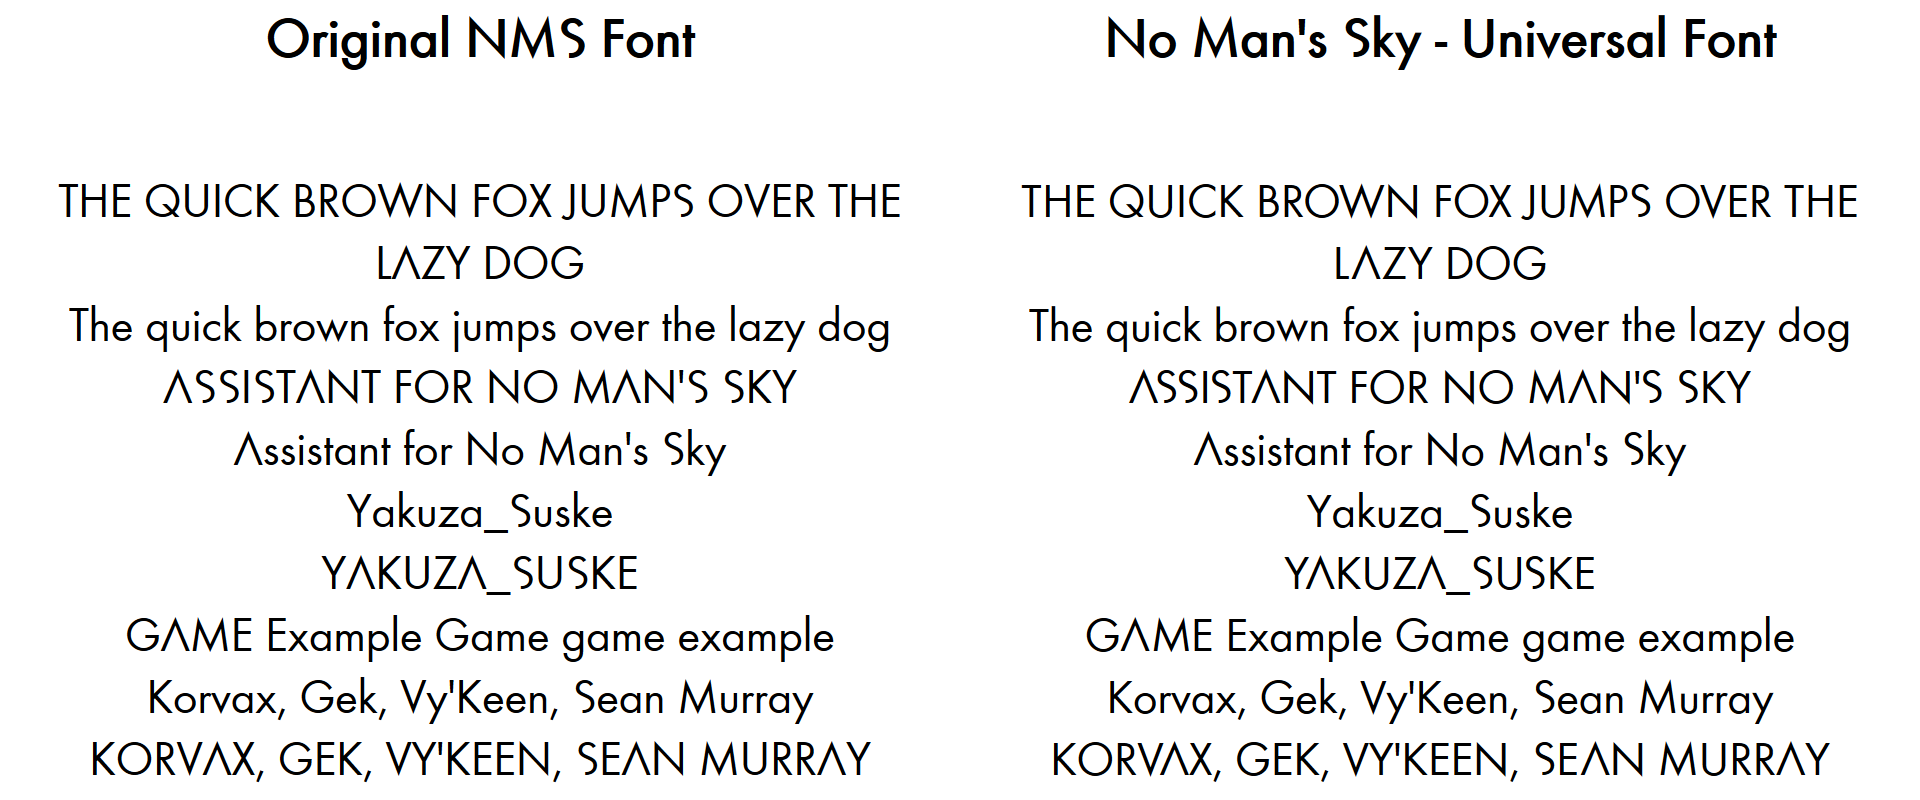 Original NMS Font
THE QUICK BROWN FOX JUMPS OVER THE
LAZY DOG
The quick brown fox jumps over the lazy dog
ASSISTANT FOR NO MAN'S SKY
Assistant for No Man's Sky
Yakuza_Suske
YAKUZA_SUSKE
GAME Example Game game example
Korvax, Gek, Vy'Keen, Sean Murray
KORVAX, GEK, VY'KEEN, SEAN MURRAY
No Man's Sky - Universal Font
THE QUICK BROWN FOX JUMPS OVER THE
LAZY DOG
The quick brown fox jumps over the lazy dog
ASSISTANT FOR NO MAN'S SKY
Assistant for No Man's Sky
Yakuza_Suske
YAKUZA_SUSKE
GAME Example Game game example
Korvax, Gek, Vy'Keen, Sean Murray
KORVAX, GEK, VY'KEEN, SEAN MURRAY